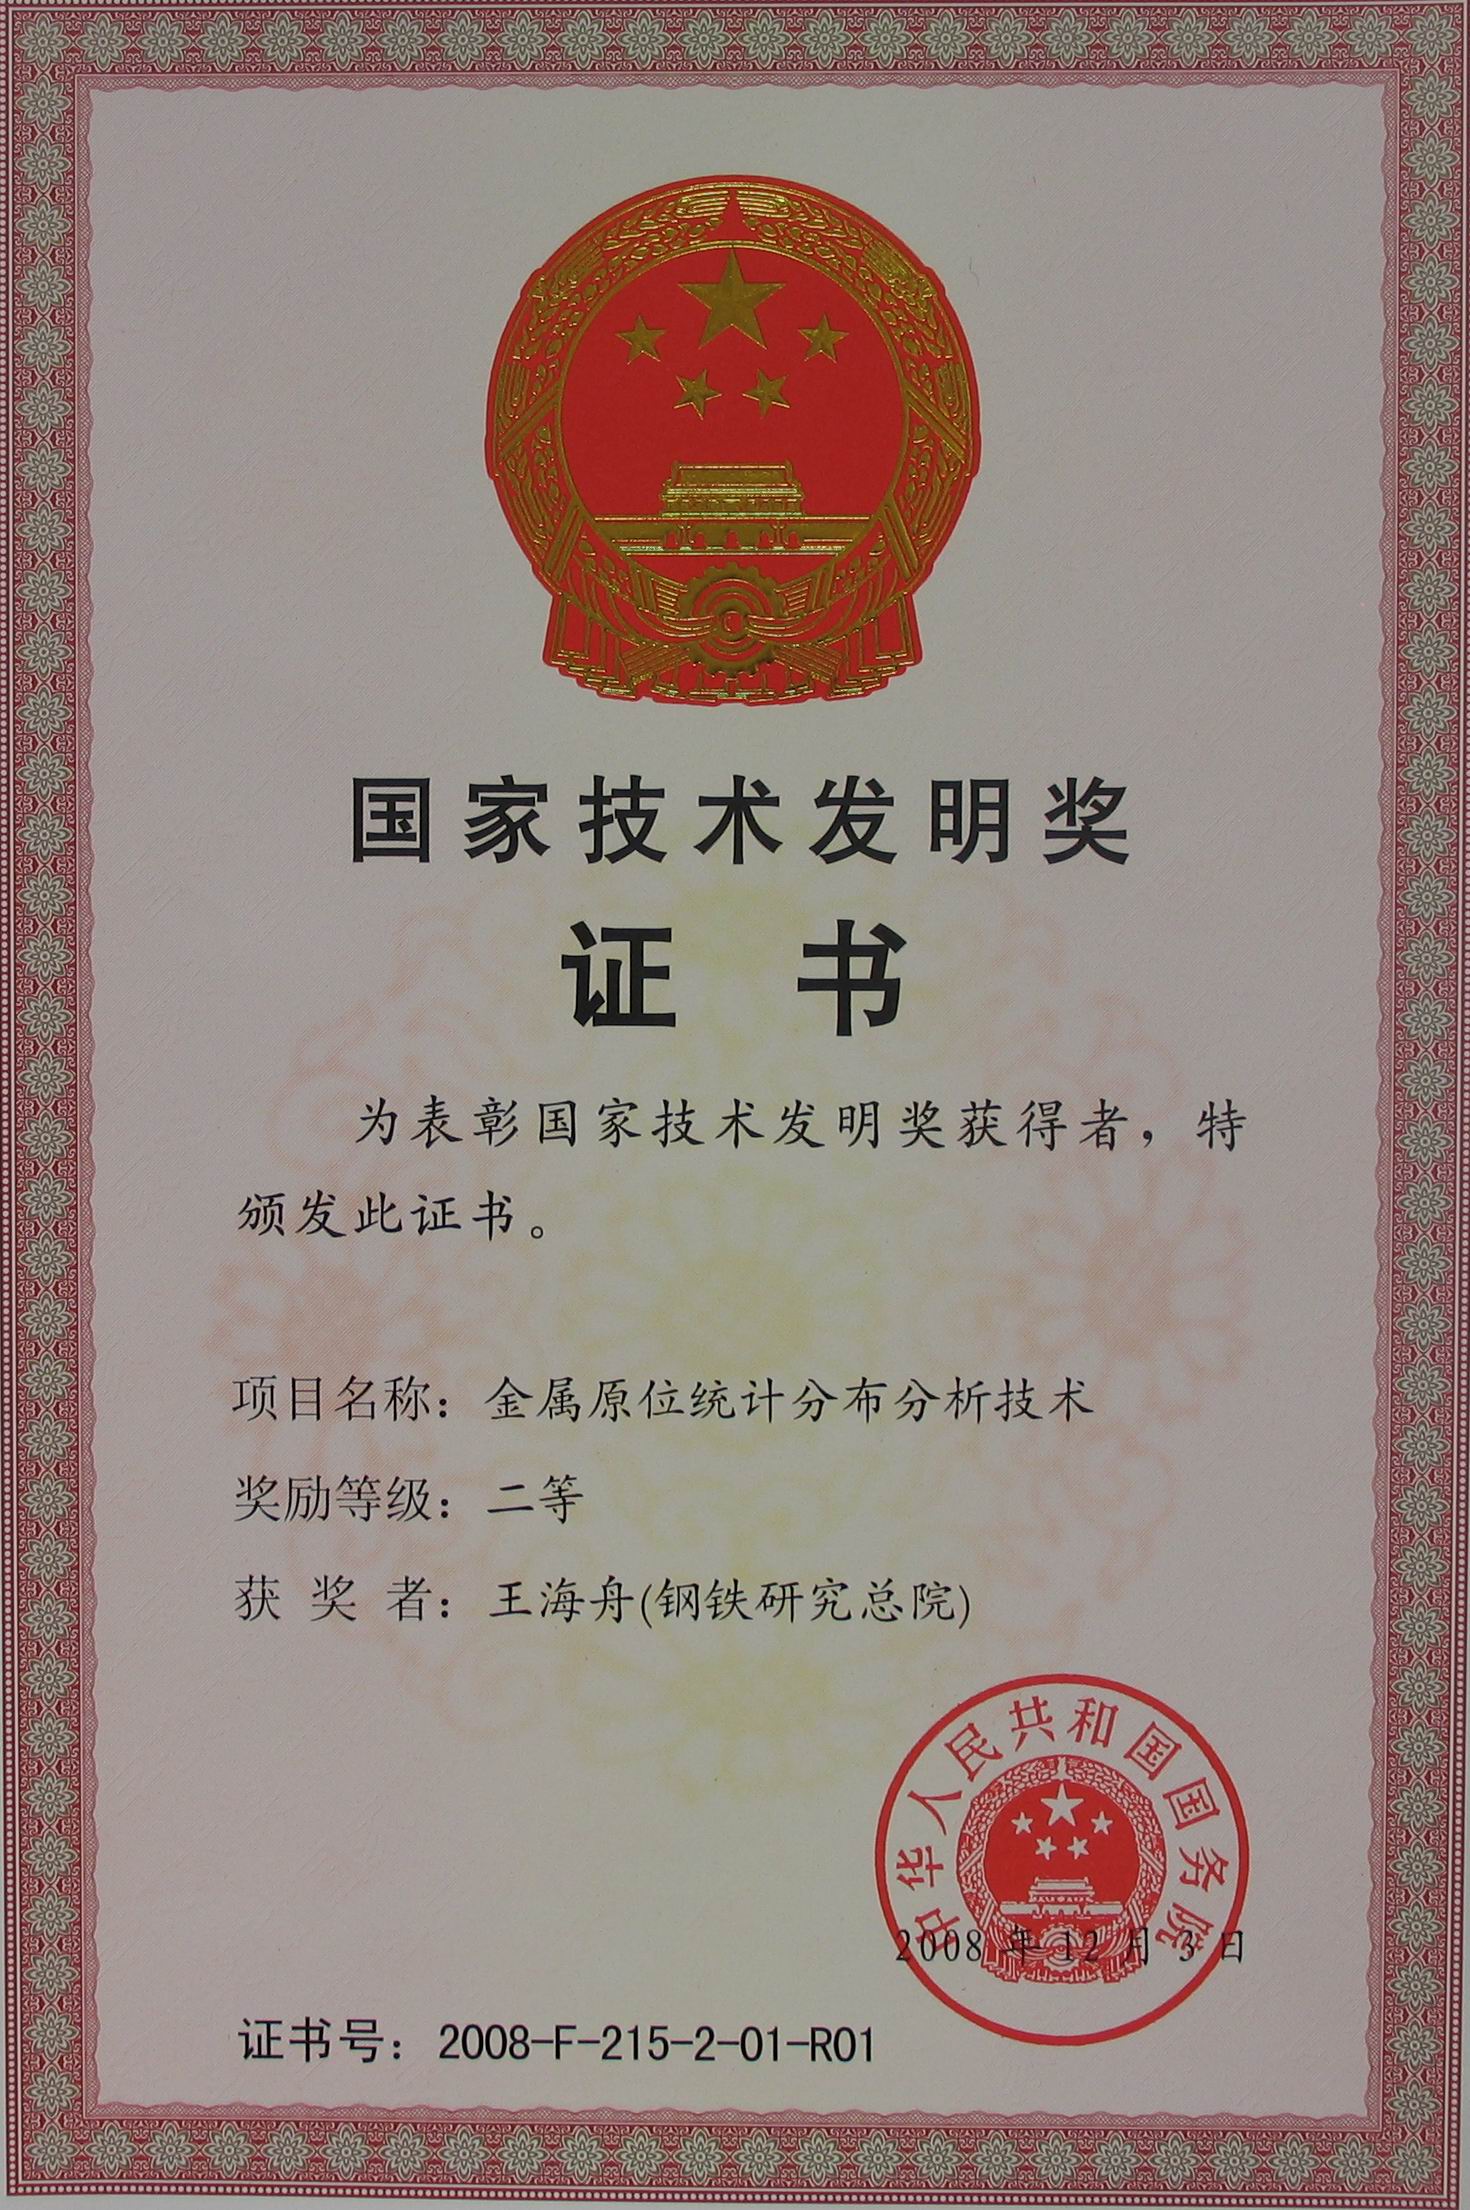 国家技术发明奖
证书
为表彰国家技术发明奖获得者，特
颁发此证书。
项目名称：金属原位统计分布分析技术
奖励等级：二等
获奖者：王海舟(钢铁研究总院)
中华人民共和国国务院
2008年12月3日
证书号：2008-F-215-2-01-R01